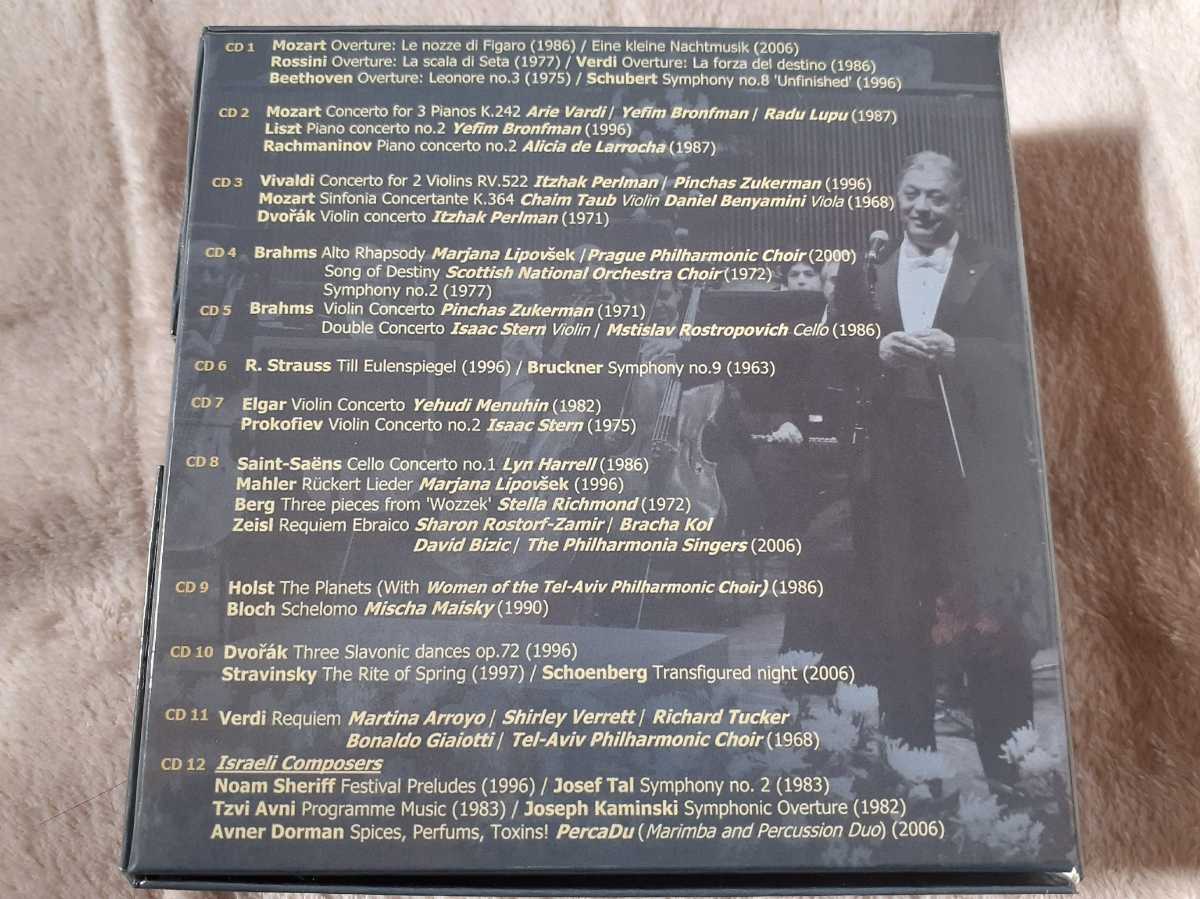 CD 1 Mozart Overture: Le nozze di Figaro (1986) / Eine kleine Nachtmusik (2006)
Rossini Overture: La scala di Seta (1977) / Verdi Overture: La forza del destino (1986)
Beethoven Overture: Leonore no.3 (1975) / Schubert Symphony no.8 'Unfinished' (1996)
CD 2 Mozart Concerto for 3 Pianos K.242 Arie Vardi / Yefim Bronfman / Radu Lupu (1987)
Liszt Piano concerto no.2 Yefim Bronfman (1996)
Rachmaninov Piano concerto no.2 Alicia de Larrocha (1987)
CD 3 Vivaldi Concerto for 2 Violins RV.522 Itzhak Perlman / Pinchas Zukerman (1996)
Mozart Sinfonia Concertante K.364 Chaim Taub Violin Daniel Benyamini Viola (1968)
Dvořák Violin concerto Itzhak Perlman (1971)
CD 4 Brahms Alto Rhapsody Marjana Lipovšek /Prague Philharmonic Choir (2000)
Song of Destiny Scottish National Orchestra Choir (1972)
Symphony no.2 (1977)
CD 5 Brahms Violin Concerto Pinchas Zukerman (1971)
Double Concerto Isaac Stern Violin / Mstislav Rostropovich Cello (1986)
CD 6 R. Strauss Till Eulenspiegel (1996) / Bruckner Symphony no.9 (1963)
CD 7 Elgar Violin Concerto Yehudi Menuhin (1982)
Prokofiev Violin Concerto no.2 Isaac Stern (1975)
CD 8 Saint-Saëns Cello Concerto no.1 Lyn Harrell (1986)
Mahler Rückert Lieder Marjana Lipovšek (1996)
Berg Three pieces from 'Wozzek' Stella Richmond (1972)
Zeisl Requiem Ebraico Sharon Rostorf-Zamir / Bracha Kol
David Bizic / The Philharmonia Singers (2006)
CD 9 Holst The Planets (With Women of the Tel-Aviv Philharmonic Choir) (1986)
Bloch Schelomo Mischa Maisky (1990)
CD 10 Dvořák Three Slavonic dances op.72 (1996)
Stravinsky The Rite of Spring (1997) / Schoenberg Transfigured night (2006)
CD 11 Verdi Requiem Martina Arroyo / Shirley Verrett / Richard Tucker
Bonaldo Giaiotti / Tel-Aviv Philharmonic Choir (1968)
CD 12 Israeli Composers
Noam Sheriff Festival Preludes (1996) / Josef Tal Symphony no. 2 (1983)
Tzvi Avni Programme Music (1983) / Joseph Kaminski Symphonic Overture (1982)
Avner Dorman Spices, Perfums, Toxins! PercaDu (Marimba and Percussion Duo) (2006)